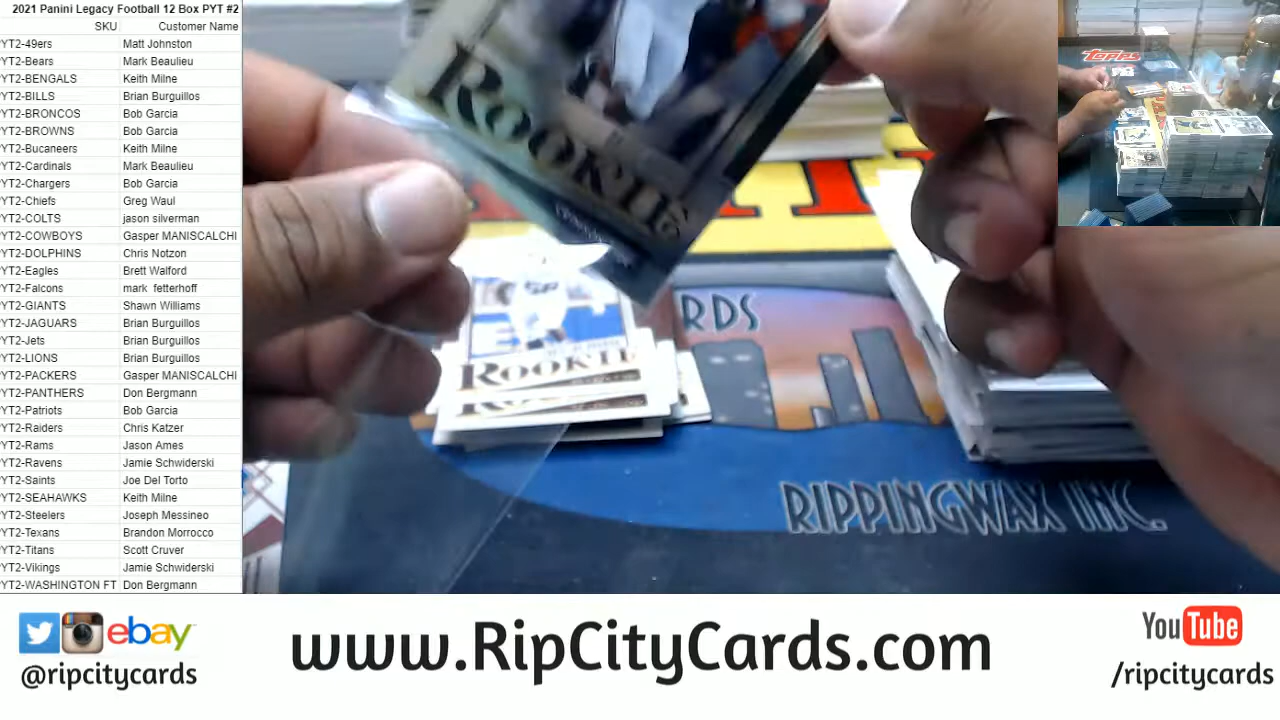 2021 Panini Legacy Football 12 Box PYT #2
SKU Customer Name
YT2-49ers Matt Johnston
YT2-Bears Mark Beaulieu
YT2-BENGALS Keith Milne
YT2-BILLS Brian Burguillos
YT2-BRONCOS Bob Garcia
YT2-BROWNS Bob Garcia
YT2-Bucaneers Keith Milne
YT2-Cardinals Mark Beaulieu
YT2-Chargers Bob Garcia
YT2-Chiefs Greg Waul
YT2-COLTS jason silverman
YT2-COWBOYS Gasper MANISCALCHI
YT2-DOLPHINS Chris Notzon
YT2-Eagles Brett Walford
YT2-Falcons mark fetterhoff
YT2-GIANTS Shawn Williams
YT2-JAGUARS Brian Burguillos
YT2-Jets Brian Burguillos
YT2-LIONS Brian Burguillos
YT2-PACKERS Gasper MANISCALCHI
YT2-PANTHERS Don Bergmann
YT2-Patriots Bob Garcia
YT2-Raiders Chris Katzer
YT2-Rams Jason Ames
YT2-Ravens Jamie Schwiderski
YT2-Saints Joe Del Torto
YT2-SEAHAWKS Keith Milne
YT2-Steelers Joseph Messineo
YT2-Texans Brandon Morrocco
YT2-Titans Scott Cruver
YT2-Vikings Jamie Schwiderski
YT2-WASHINGTON FT Don Bergmann
ROOKIE
ROOKIE
RDS
RIPPINGWAX INC.
Topps
ebay
@ripcitycards
www.RipCityCards.com
YouTube
/ripcitycards